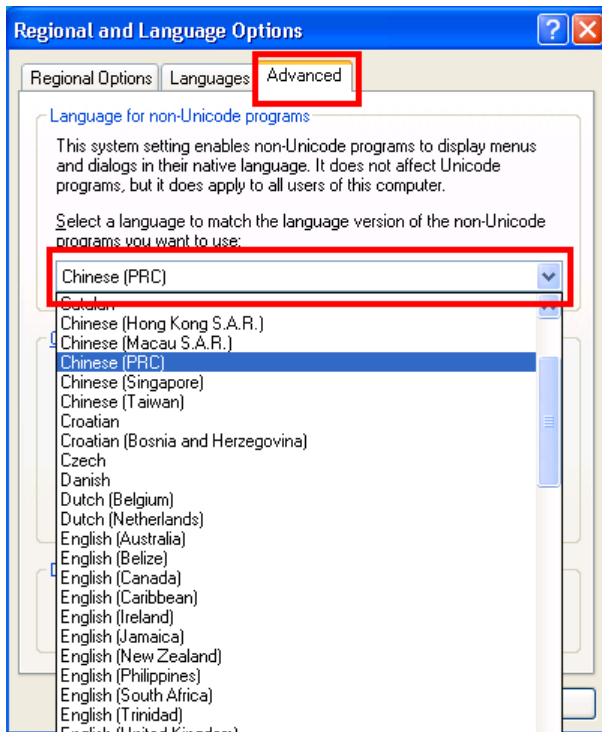 Regional and Language Options
Regional Options Languages Advanced
Language for non-Unicode programs
This system setting enables non-Unicode programs to display menus
and dialogs in their native language. It does not affect Unicode
programs, but it does apply to all users of this computer.
Select a language to match the language version of the non-Unicode
programs you want to use:
Chinese (PRC)
Catalan
Chinese (Hong Kong S.A.R.)
Chinese (Macau S.A.R.)
Chinese (PRC)
Chinese (Singapore)
Chinese (Taiwan)
Croatian
Croatian (Bosnia and Herzegovina)
Czech
Danish
Dutch (Belgium)
Dutch (Netherlands)
English (Australia)
English (Belize)
English (Canada)
English (Caribbean)
English (Ireland)
English (Jamaica)
English (New Zealand)
English (Philippines)
English (South Africa)
English (Trinidad)
English (United Kingdom)